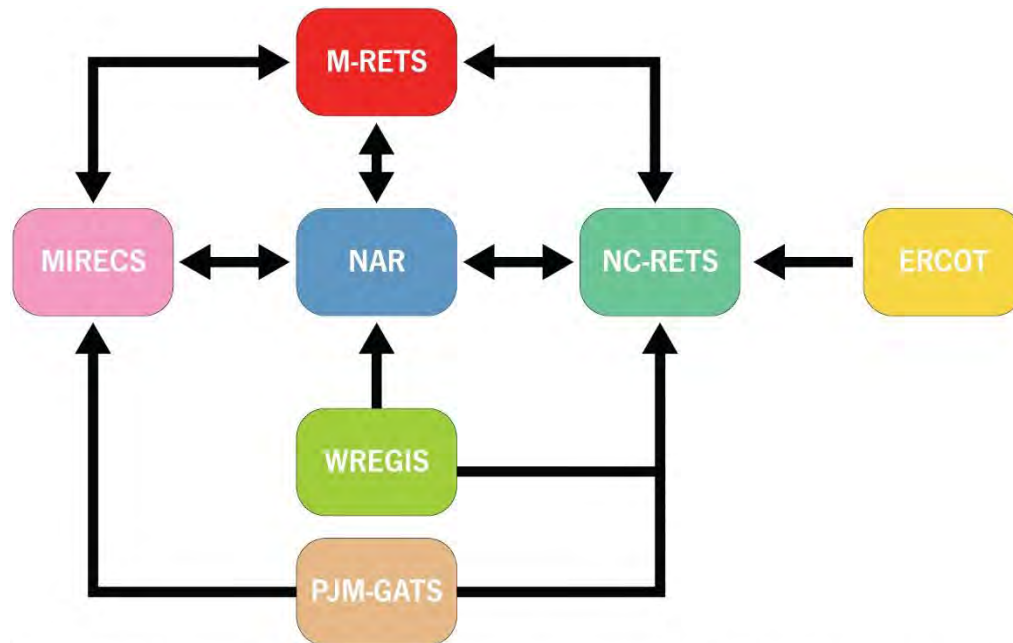 M-RETS
MIRECS
NAR
NC-RETS
ERCOT
WREGIS
PJM-GATS